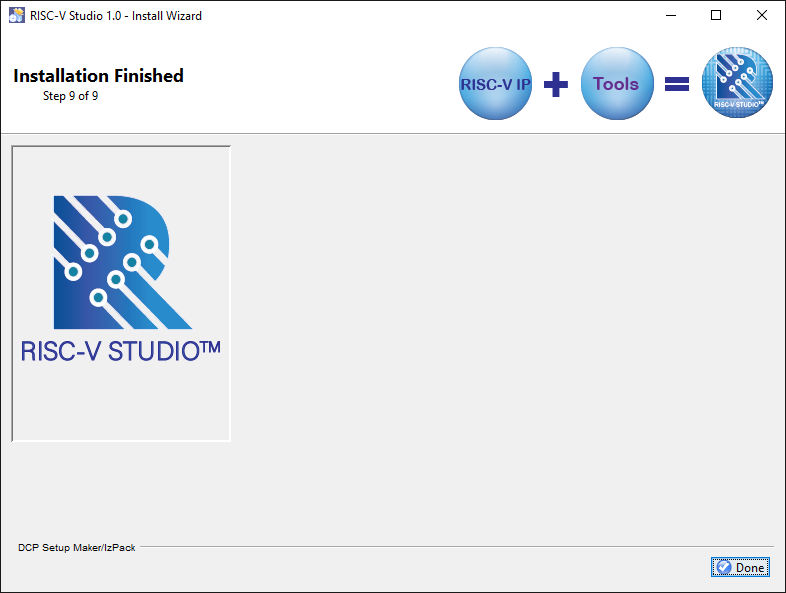 RISC-V Studio 1.0 - Install Wizard
Installation Finished
Step 9 of 9
RISC-V IP
Tools
RISC-V STUDIO™
RISC-V STUDIO™
DCP Setup Maker/IzPack
Done